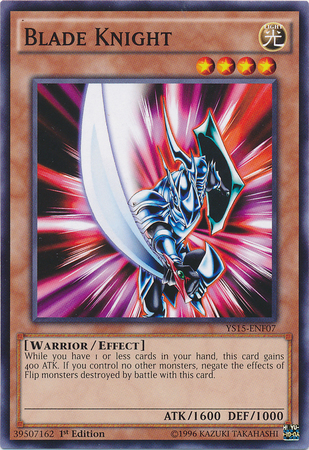 BLADE KNIGHT
LIGHT
光
YS15-ENF07
[WARRIOR / EFFECT]
While you have 1 or less cards in your hand, this card gains
400 ATK. If you control no other monsters, negate the effects of
Flip monsters destroyed by battle with this card.
ATK/1600 DEF/1000
39507162 1st Edition ©1996 KAZUKI TAKAHASHI